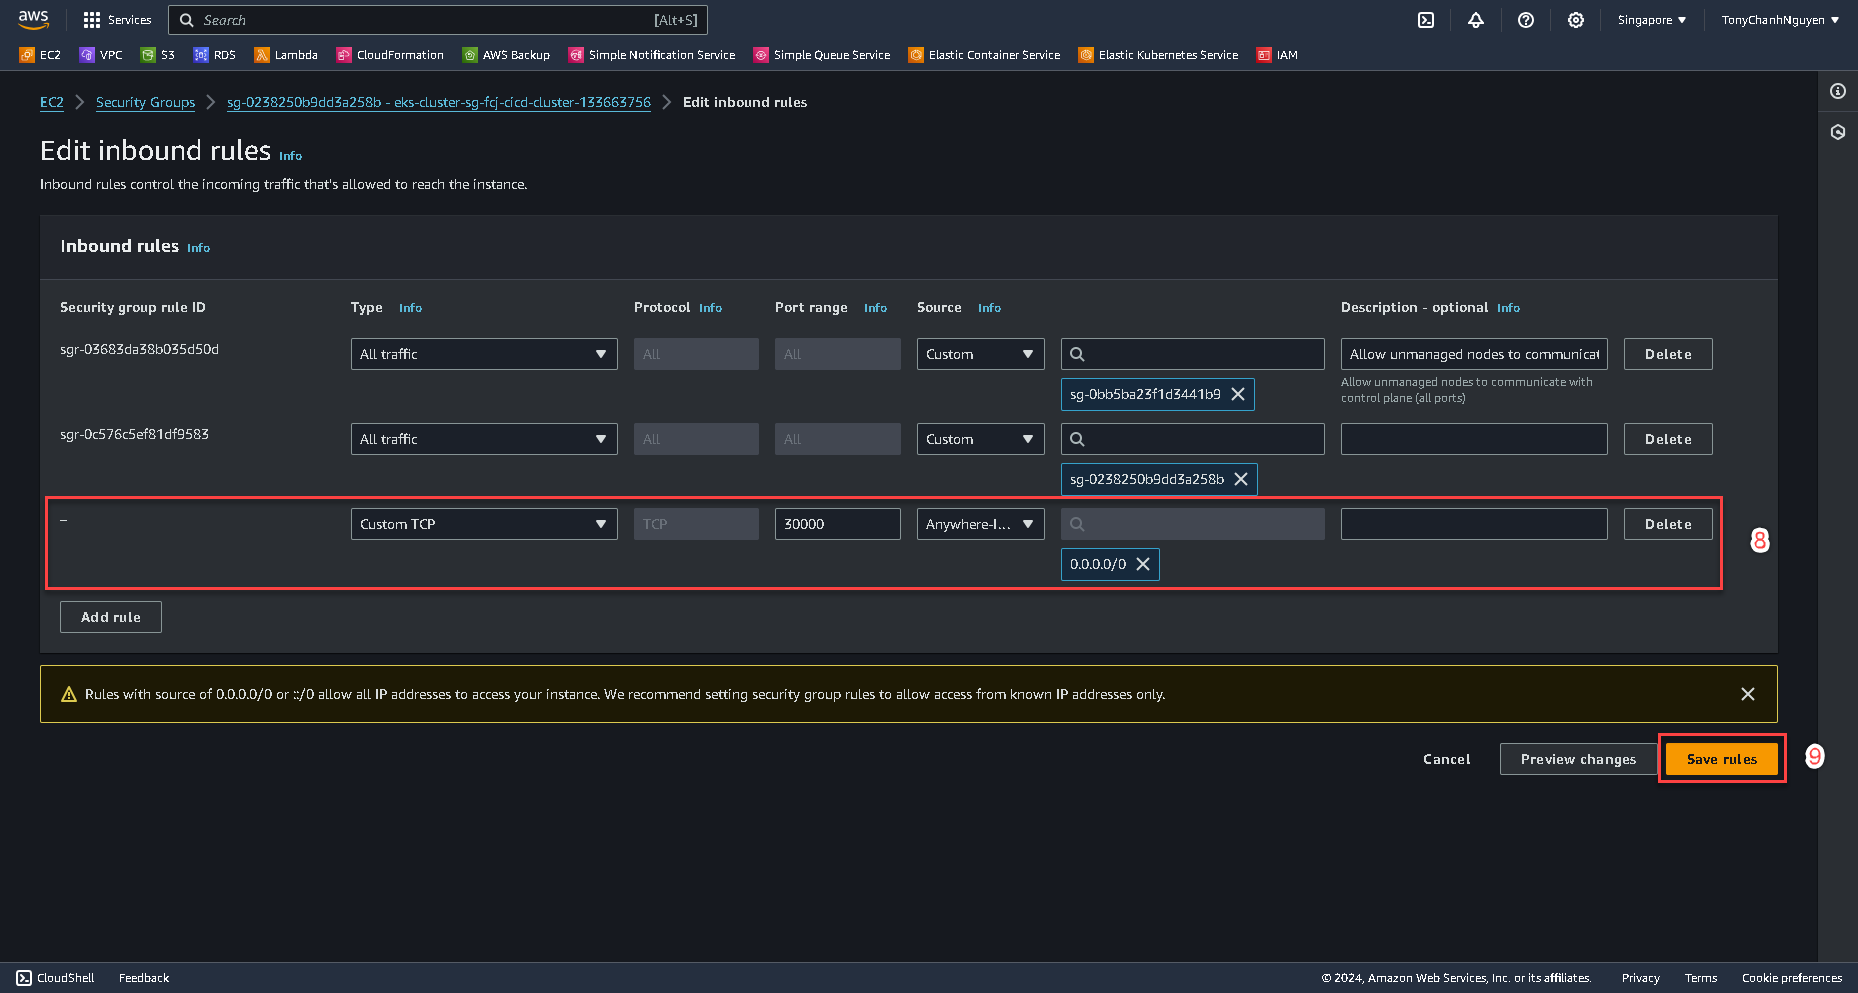 aws
Services
Search [Alt+S]
Singapore
TonyChanhNguyen
EC2 VPC S3 RDS Lambda CloudFormation AWS Backup Simple Notification Service Simple Queue Service Elastic Container Service Elastic Kubernetes Service IAM
EC2 > Security Groups > sg-0238250b9dd3a258b - eks-cluster-sg-fcj-cicd-cluster-133663756 > Edit inbound rules
Edit inbound rules Info
Inbound rules control the incoming traffic that's allowed to reach the instance.
Inbound rules Info
Security group rule ID Type Info Protocol Info Port range Info Source Info Description - optional Info
sgr-03683da38b035d50d All traffic All All Custom Allow unmanaged nodes to communicat Delete
sg-0bb5ba23f1d3441b9
Allow unmanaged nodes to communicate with
control plane (all ports)
sgr-0c576c5ef81df9583 All traffic All All Custom Delete
sg-0238250b9dd3a258b
– Custom TCP TCP 30000 Anywhere-I... Delete
0.0.0.0/0
8
Add rule
Rules with source of 0.0.0.0/0 or ::/0 allow all IP addresses to access your instance. We recommend setting security group rules to allow access from known IP addresses only.
Cancel Preview changes Save rules 9
CloudShell Feedback © 2024, Amazon Web Services, Inc. or its affiliates. Privacy Terms Cookie preferences